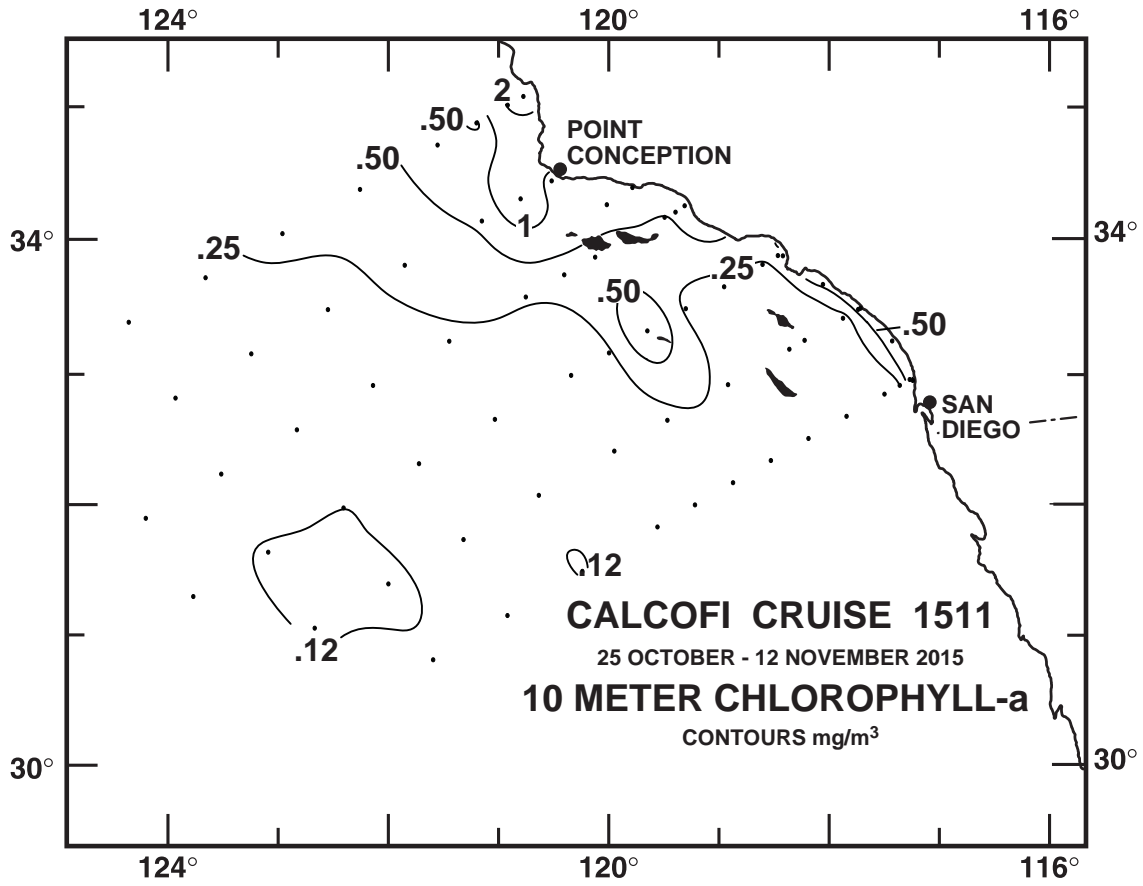 124° 120° 116°
2
.50
POINT
CONCEPTION
.50
1
34° 34°
.25
.25
.50
.50
SAN
DIEGO
.12
CALCOFI CRUISE 1511
.12
25 OCTOBER - 12 NOVEMBER 2015
10 METER CHLOROPHYLL-a
CONTOURS mg/m³
30° 30°
124° 120° 116°